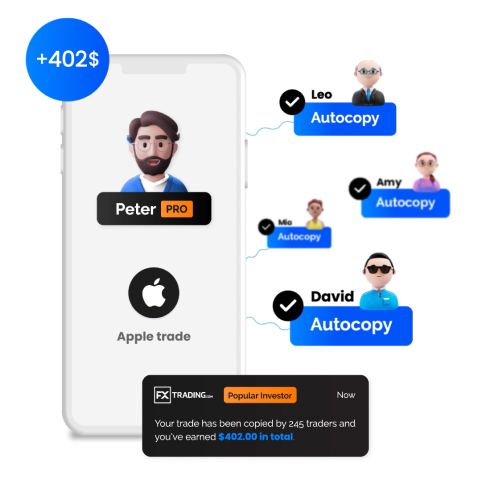 +402$
Leo
Autocopy
Amy
Autocopy
Peter PRO
Mio
Autocopy
David
Autocopy
Apple trade
FX TRADING.COM Popular Investor Now
Your trade has been copied by 245 traders and
you've earned $402.00 in total